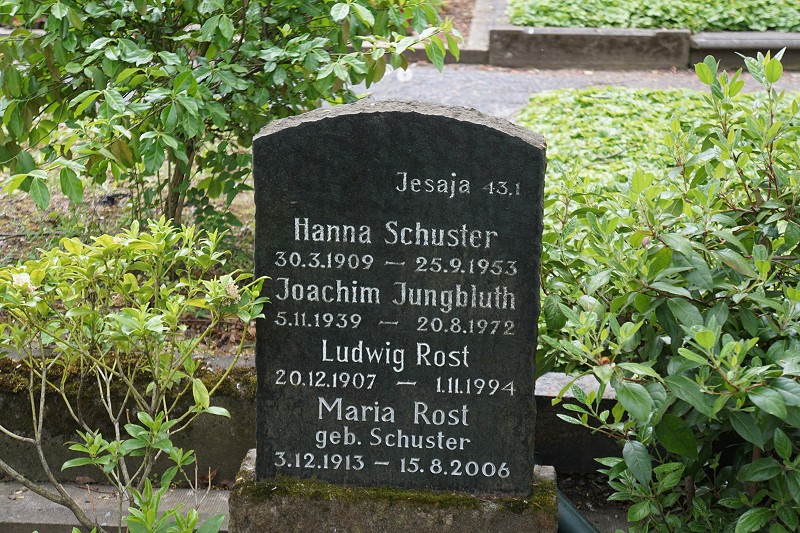 Jesaja 43,1
Hanna Schuster
30.3.1909 – 25.9.1953
Joachim Jungbluth
5.11.1939 – 20.8.1972
Ludwig Rost
20.12.1907 – 1.11.1994
Maria Rost
geb. Schuster
3.12.1913 – 15.8.2006